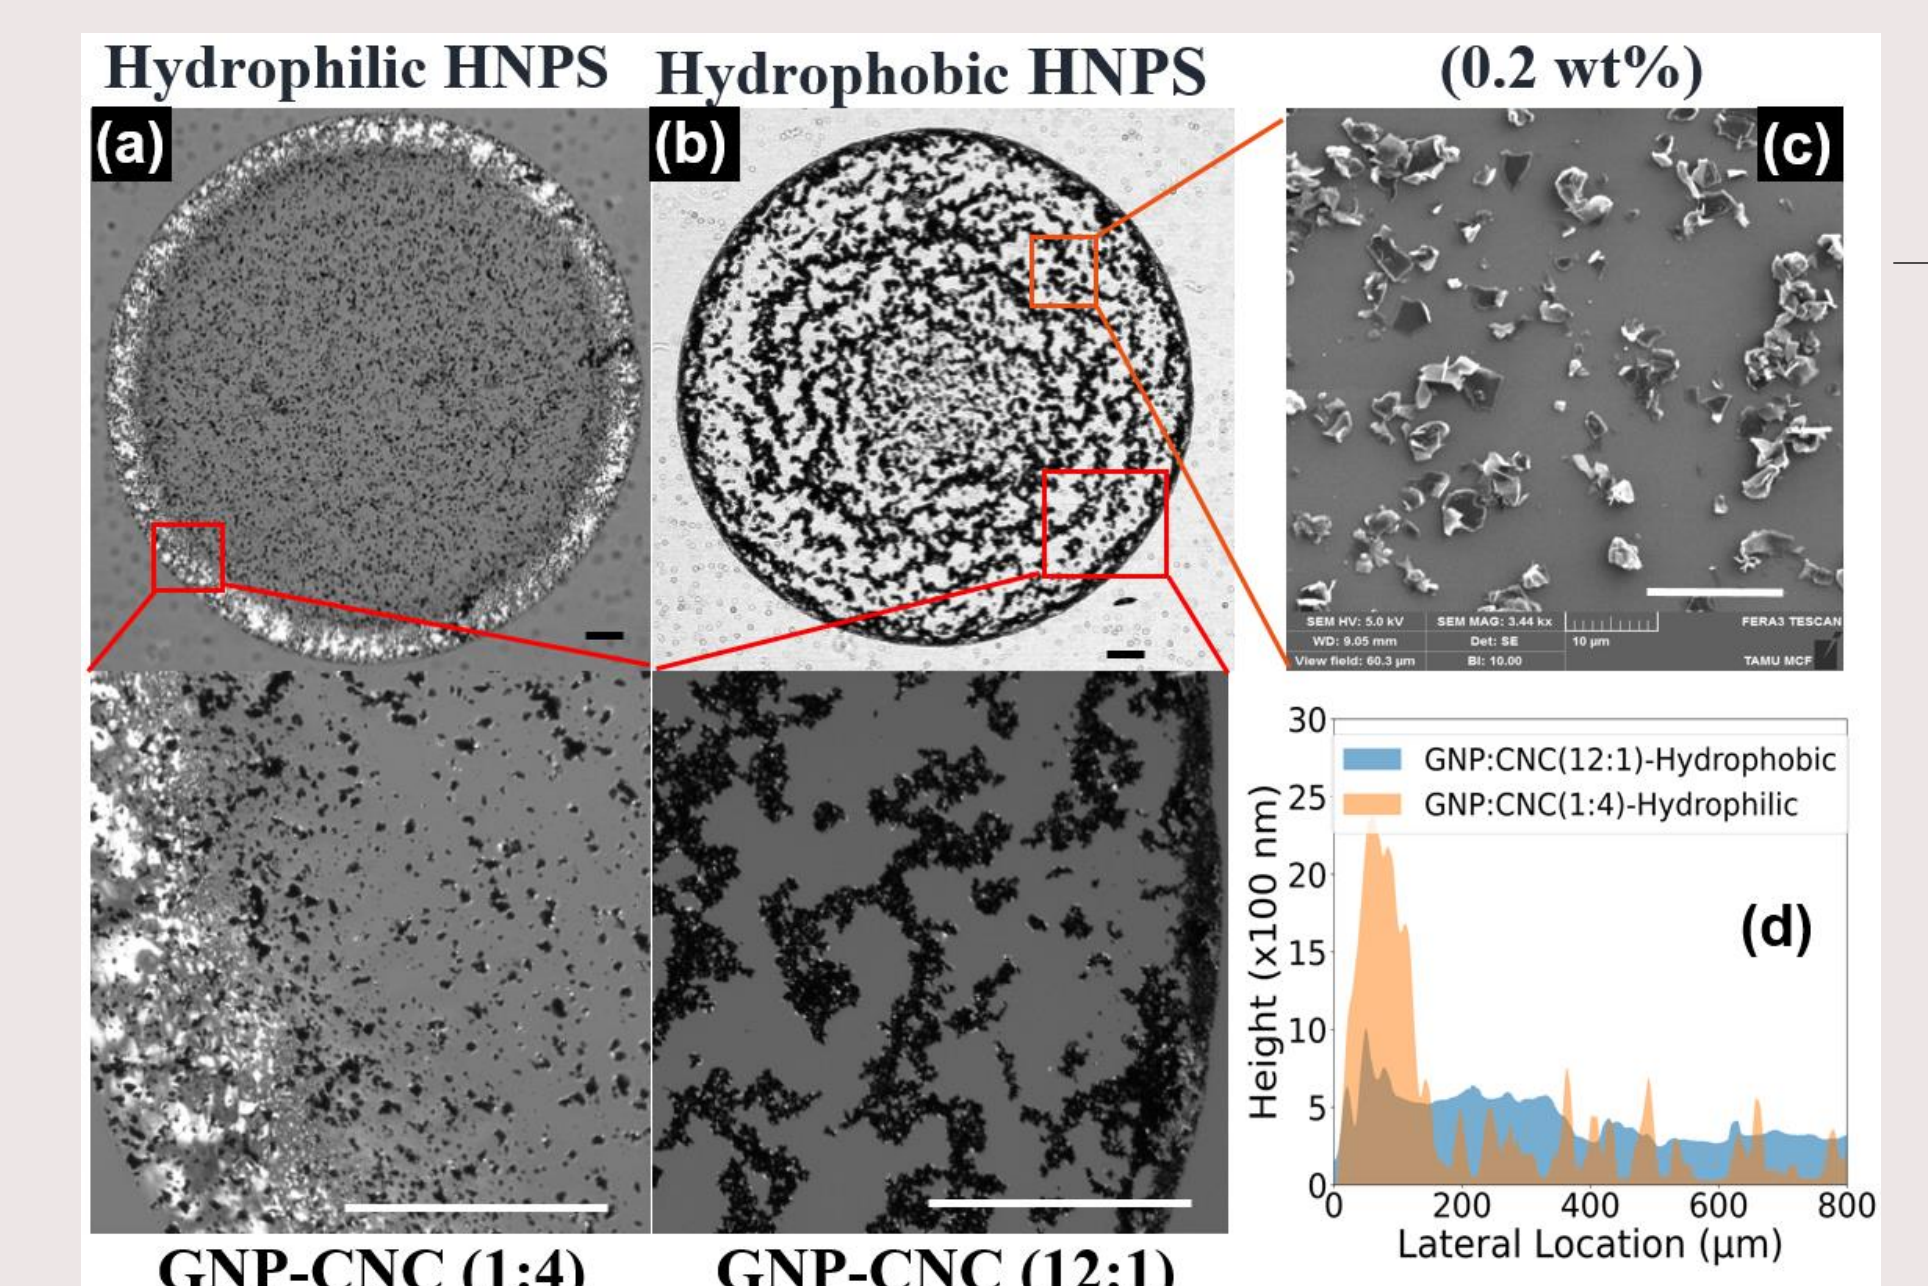 Hydrophilic HNPS
Hydrophobic HNPS
(0.2 wt%)
(a)
(b)
(c)
SEM HV: 5.0 kV
SEM MAG: 3.44 kx
FERA3 TESCAN
WD: 9.05 mm
Det: SE
10 µm
View field: 60.3 µm
BI: 10.00
TAMU MCF
30
25
20
15
10
5
0
Height (x100 nm)
GNP:CNC(12:1)-Hydrophobic
GNP:CNC(1:4)-Hydrophilic
(d)
0 200 400 600 800
Lateral Location (µm)
GNP-CNC (1:4)
GNP-CNC (12:1)